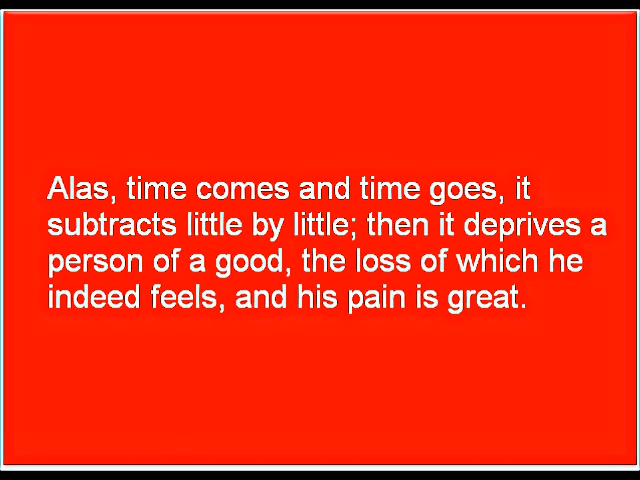 Alas, time comes and time goes, it
subtracts little by little; then it deprives a
person of a good, the loss of which he
indeed feels, and his pain is great.